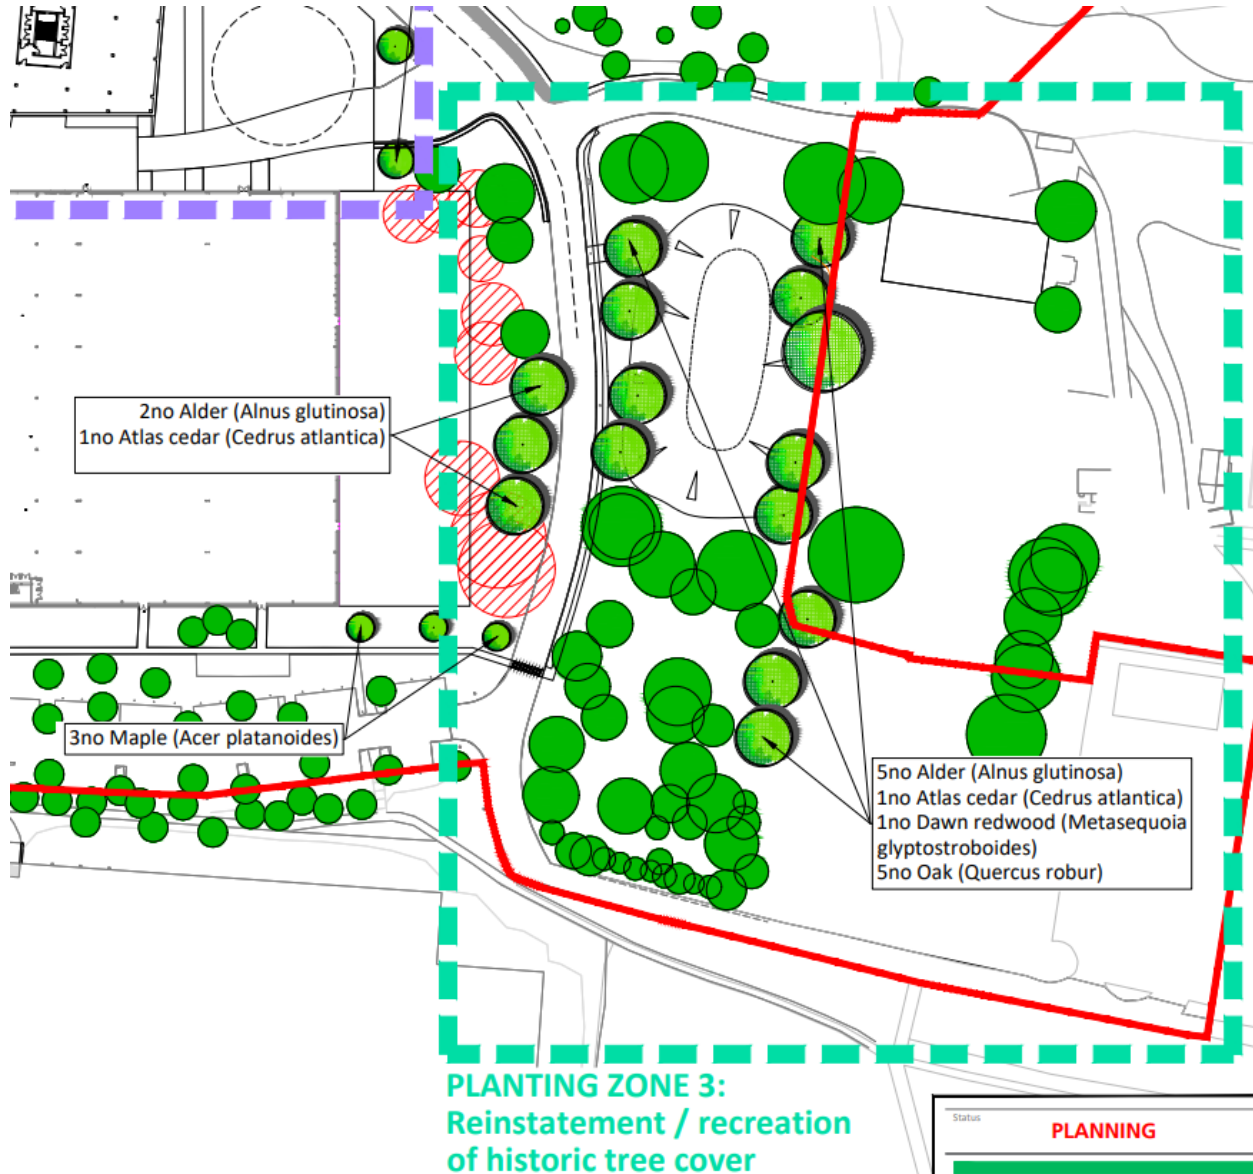 2no Alder (Alnus glutinosa)
1no Atlas cedar (Cedrus atlantica)
3no Maple (Acer platanoides)
5no Alder (Alnus glutinosa)
1no Atlas cedar (Cedrus atlantica)
1no Dawn redwood (Metasequoia
glyptostroboides)
5no Oak (Quercus robur)
PLANTING ZONE 3:
Reinstatement / recreation
of historic tree cover
Status
PLANNING